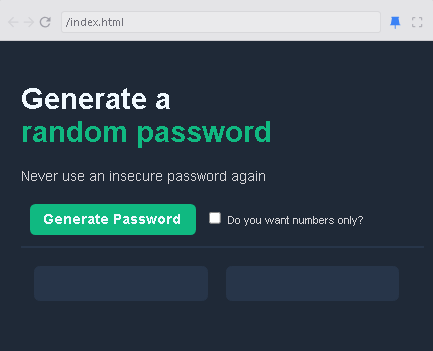 /index.html
Generate a
random password
Never use an insecure password again
Generate Password
Do you want numbers only?